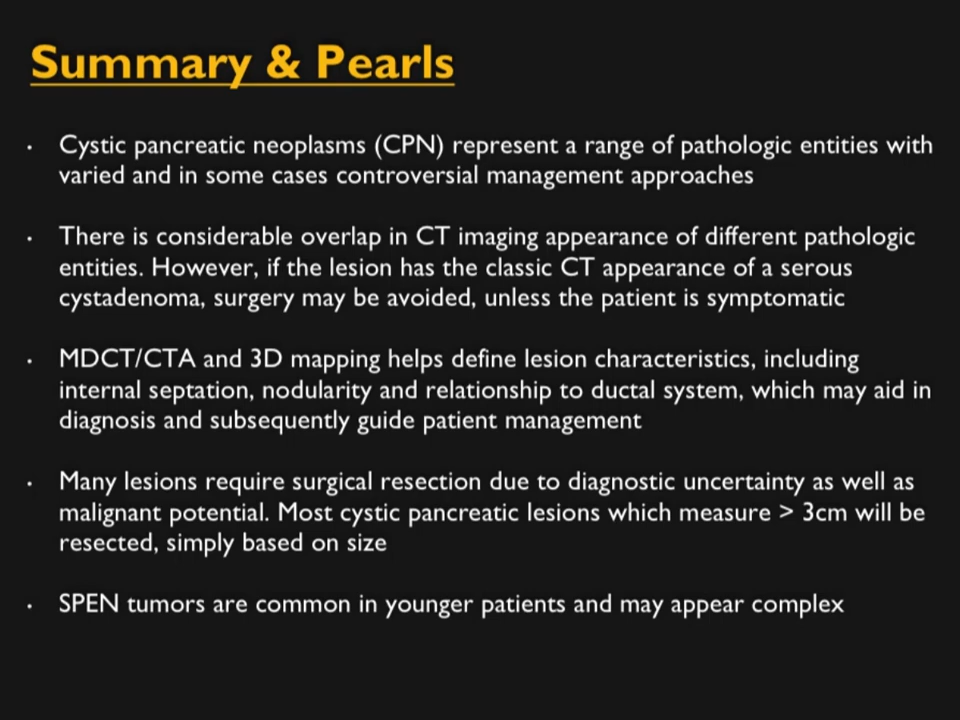 Summary & Pearls
• Cystic pancreatic neoplasms (CPN) represent a range of pathologic entities with
varied and in some cases controversial management approaches
• There is considerable overlap in CT imaging appearance of different pathologic
entities. However, if the lesion has the classic CT appearance of a serous
cystadenoma, surgery may be avoided, unless the patient is symptomatic
• MDCT/CTA and 3D mapping helps define lesion characteristics, including
internal septation, nodularity and relationship to ductal system, which may aid in
diagnosis and subsequently guide patient management
• Many lesions require surgical resection due to diagnostic uncertainty as well as
malignant potential. Most cystic pancreatic lesions which measure > 3cm will be
resected, simply based on size
• SPEN tumors are common in younger patients and may appear complex